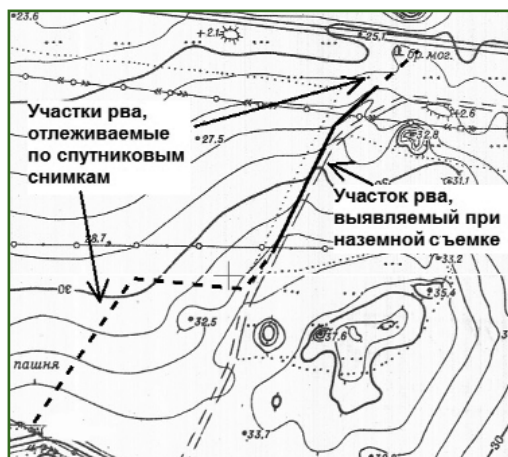 23.6
+2.1
25.1
бр. мог.
Участки рва,
отлеживаемые
по спутниковым
снимкам
27.5
2.6
32.8
31.1
Участок рва,
выявляемый при
наземной съемке
28.7
33.2
30
35.4
32.5
37.6
пашня
33.7
30